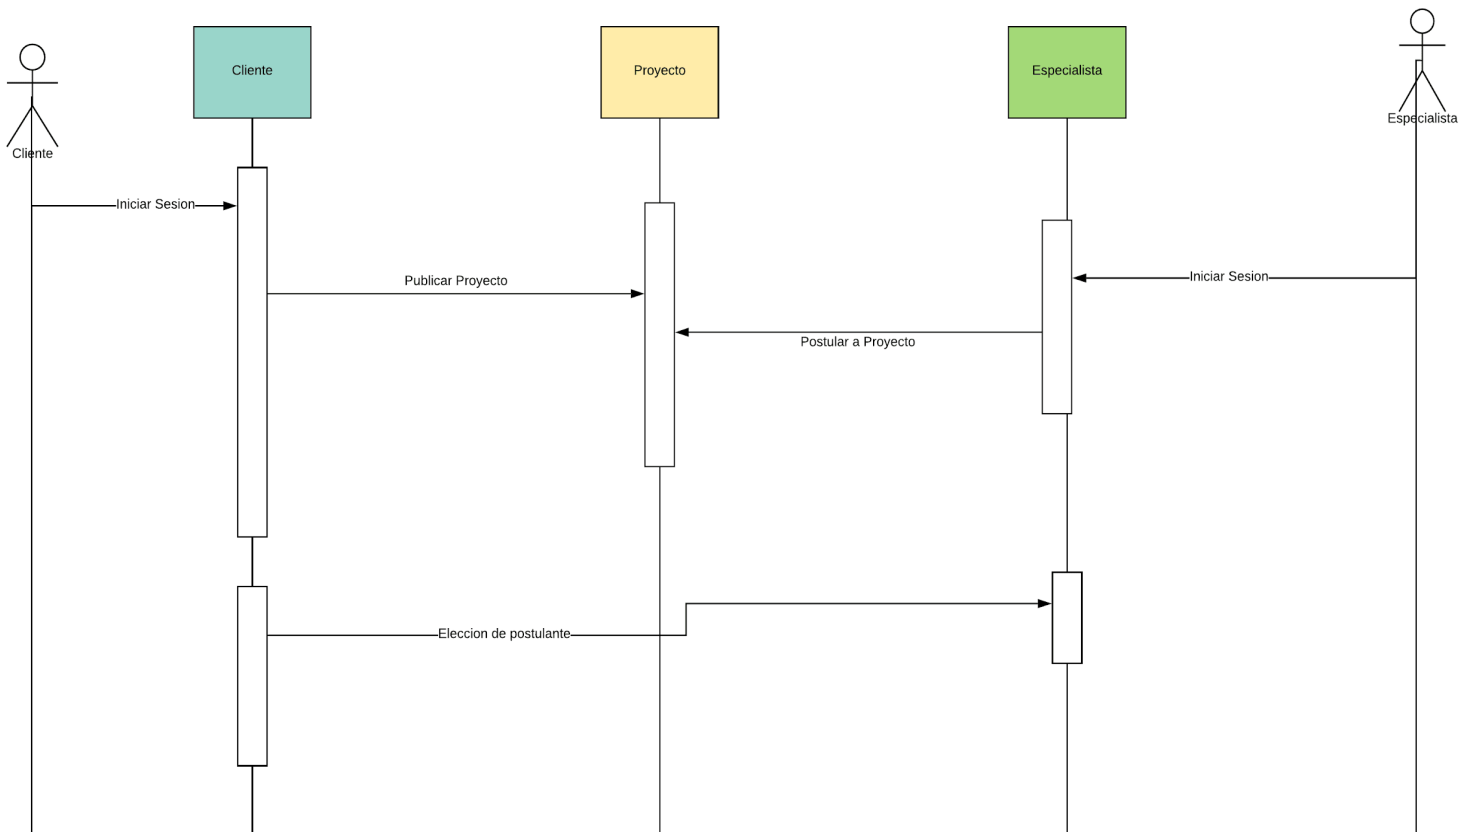 Cliente
Proyecto
Especialista
Especialista
Cliente
Iniciar Sesion
Iniciar Sesion
Publicar Proyecto
Postular a Proyecto
Eleccion de postulante